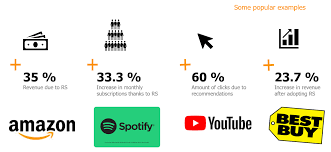 Some popular examples
+ 35 %
Revenue due to RS
+ 33.3 %
Increase in monthly
subscriptions thanks to RS
+ 60 %
Amount of clicks due to
recommendations
+ 23.7 %
Increase in revenue
after adopting RS
amazon
Spotify
YouTube
BEST
BUY